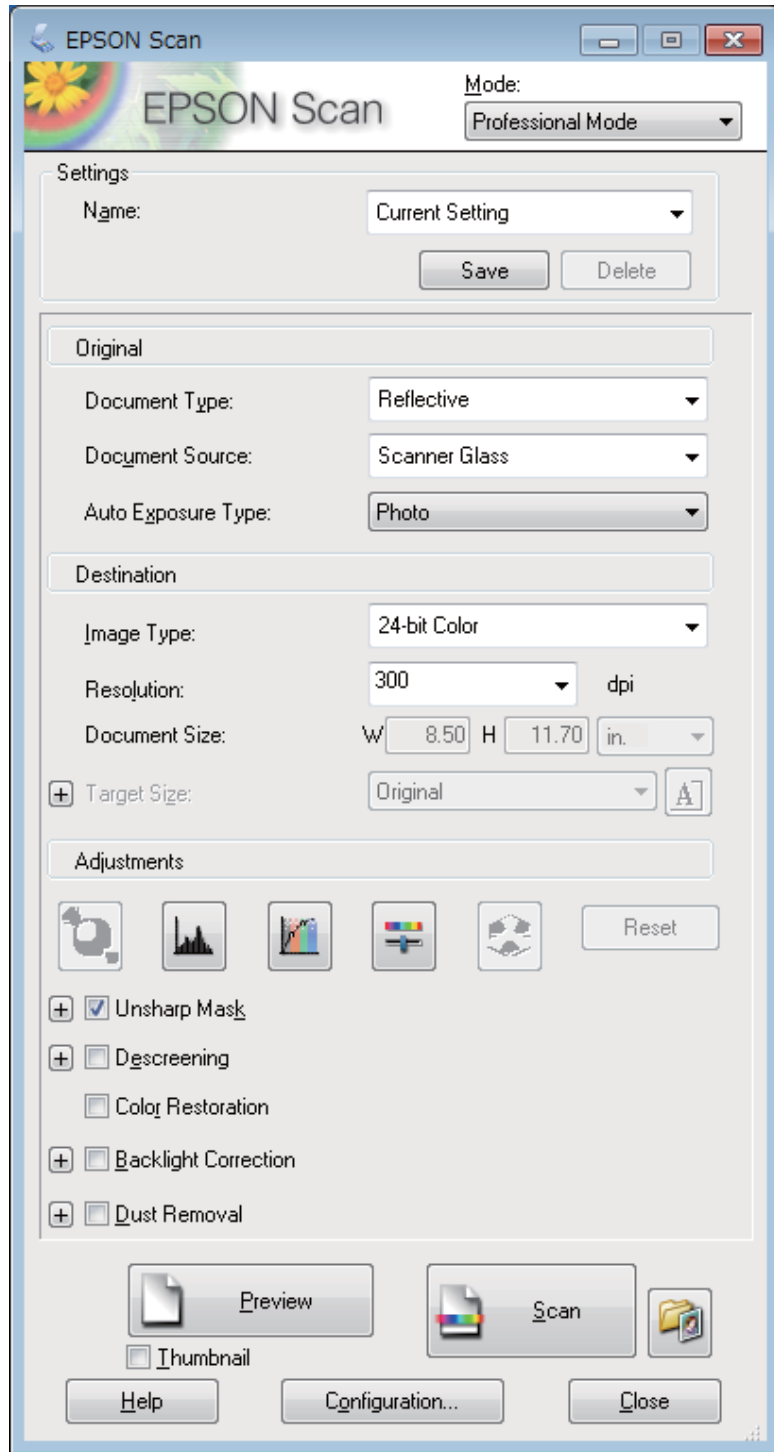 EPSON Scan
EPSON Scan
Mode:
Professional Mode
Settings
Name:
Current Setting
Save
Delete
Original
Document Type:
Reflective
Document Source:
Scanner Glass
Auto Exposure Type:
Photo
Destination
Image Type:
24-bit Color
Resolution:
300
dpi
Document Size:
W 8.50 H 11.70 in.
Target Size:
Original
A
Adjustments
Reset
Unsharp Mask
Descreening
Color Restoration
Backlight Correction
Dust Removal
Preview
Scan
Thumbnail
Help
Configuration...
Close